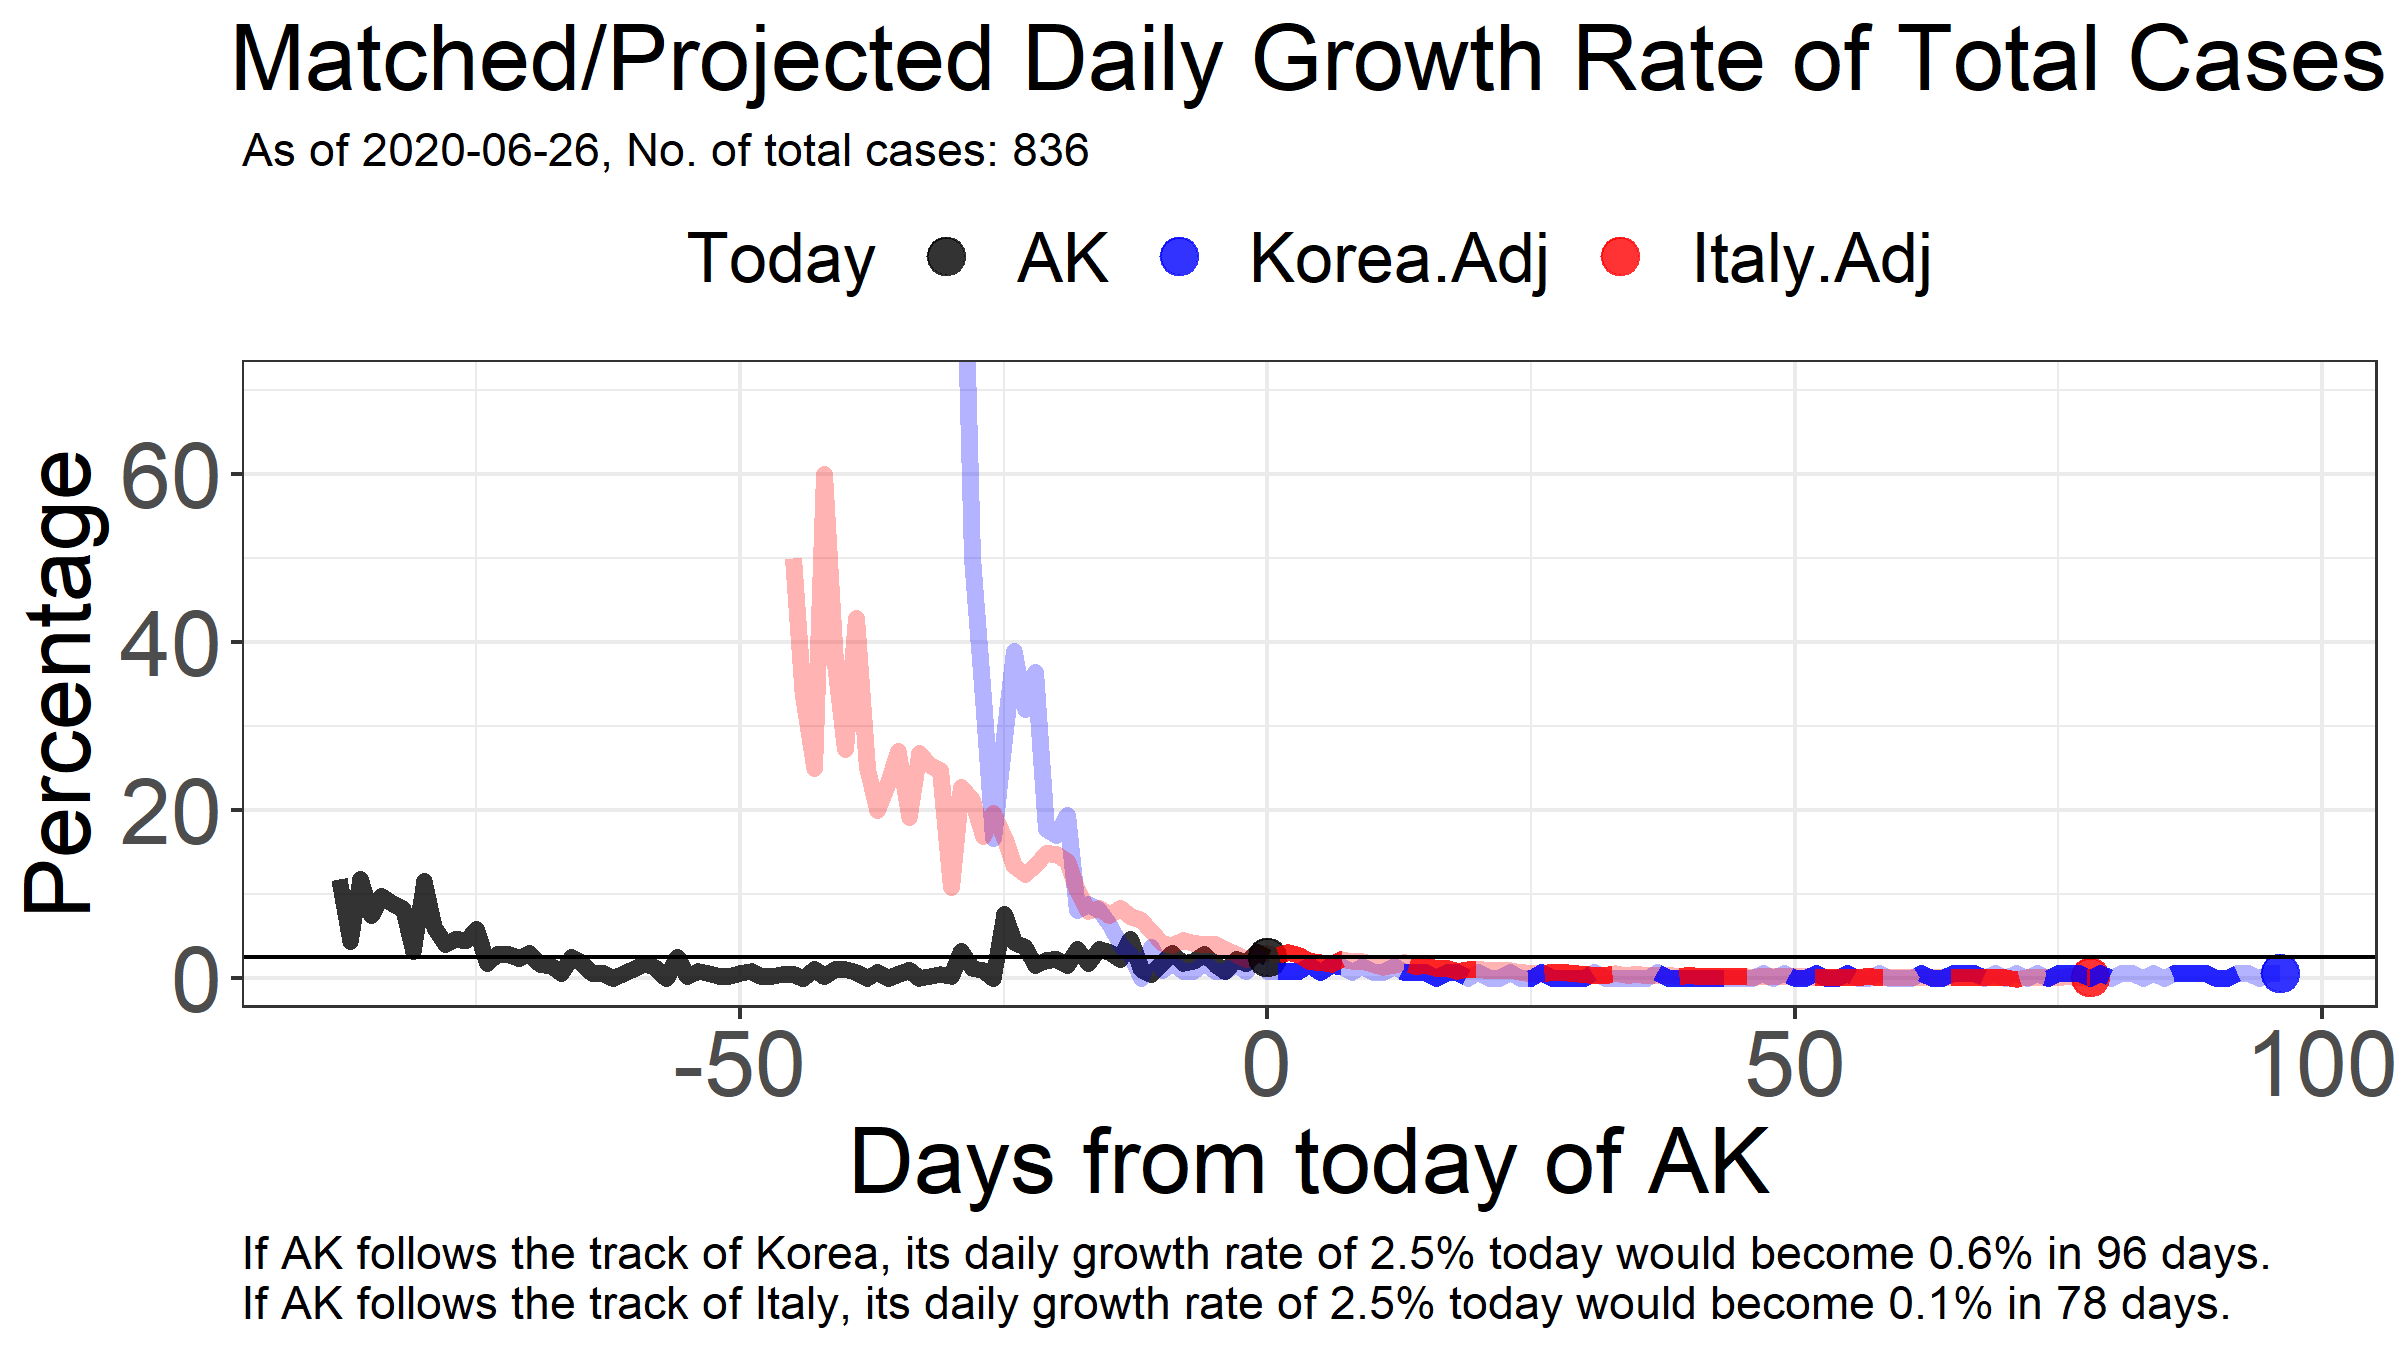 Matched/Projected Daily Growth Rate of Total Cases
As of 2020-06-26, No. of total cases: 836
Today AK Korea.Adj Italy.Adj
Percentage
60
40
20
0
-50 0 50 100
Days from today of AK
If AK follows the track of Korea, its daily growth rate of 2.5% today would become 0.6% in 96 days.
If AK follows the track of Italy, its daily growth rate of 2.5% today would become 0.1% in 78 days.